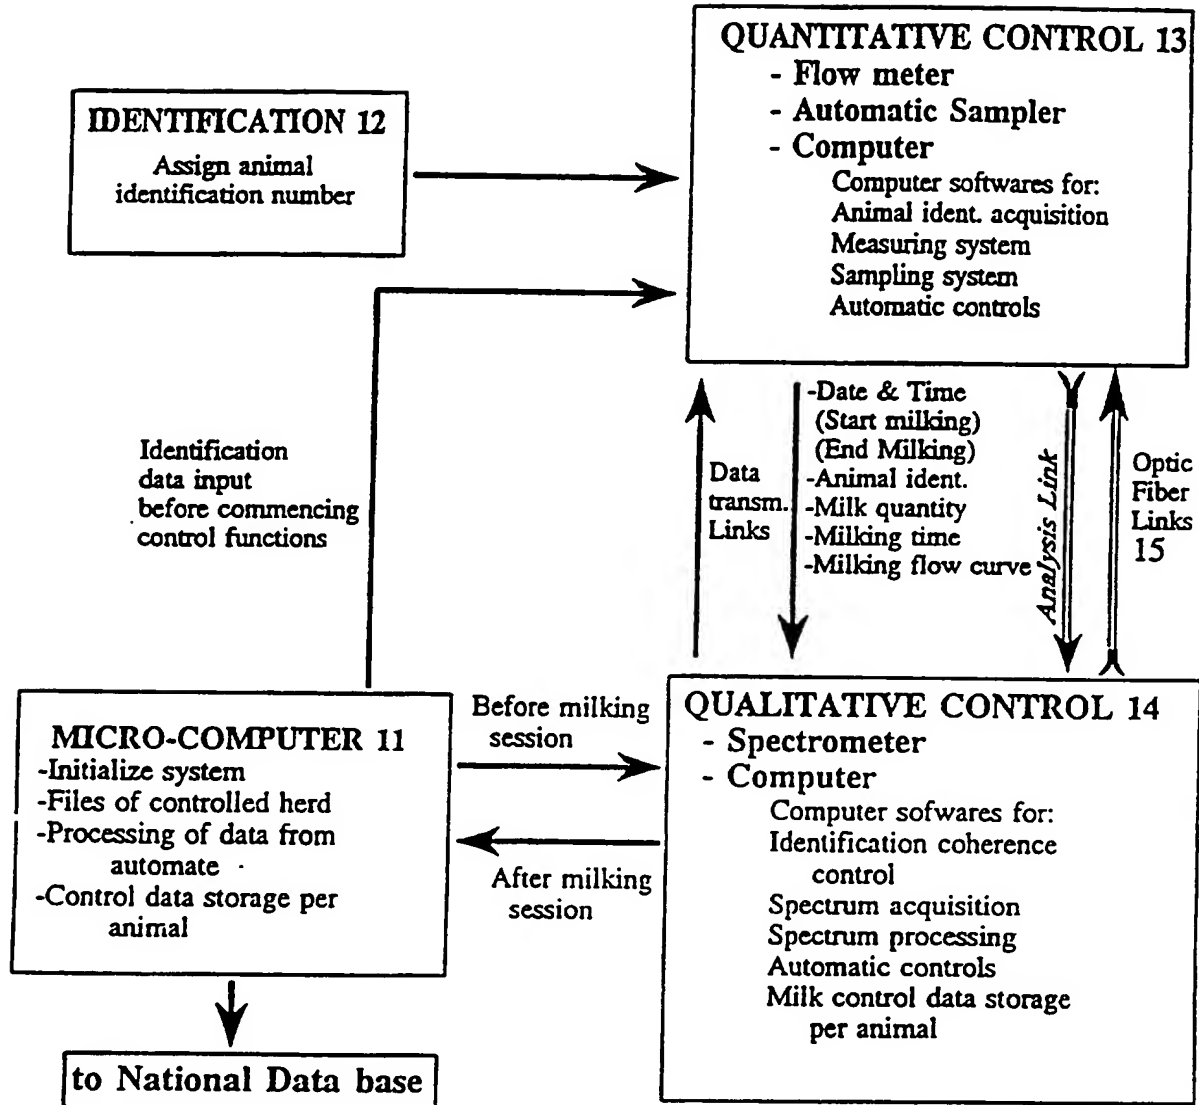 QUANTITATIVE CONTROL 13
- Flow meter
- Automatic Sampler
- Computer
Computer softwares for:
Animal ident. acquisition
Measuring system
Sampling system
Automatic controls
IDENTIFICATION 12
Assign animal
identification number
Identification
data input
before commencing
control functions
Data
transm.
Links
-Date & Time
(Start milking)
(End Milking)
-Animal ident.
-Milk quantity
-Milking time
-Milking flow curve
Analysis Link
Optic
Fiber
Links
15
MICRO-COMPUTER 11
-Initialize system
-Files of controlled herd
-Processing of data from
automate
-Control data storage per
animal
Before milking
session
After milking
session
QUALITATIVE CONTROL 14
- Spectrometer
- Computer
Computer sofwares for:
Identification coherence
control
Spectrum acquisition
Spectrum processing
Automatic controls
Milk control data storage
per animal
to National Data base